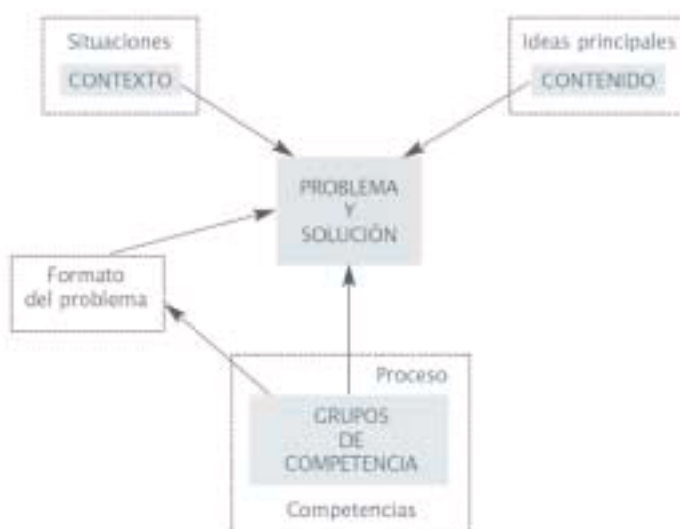 Situaciones
CONTEXTO
Ideas principales
CONTENIDO
PROBLEMA
Y
SOLUCIÓN
Formato
del problema
Proceso
GRUPOS
DE
COMPETENCIA
Competencias